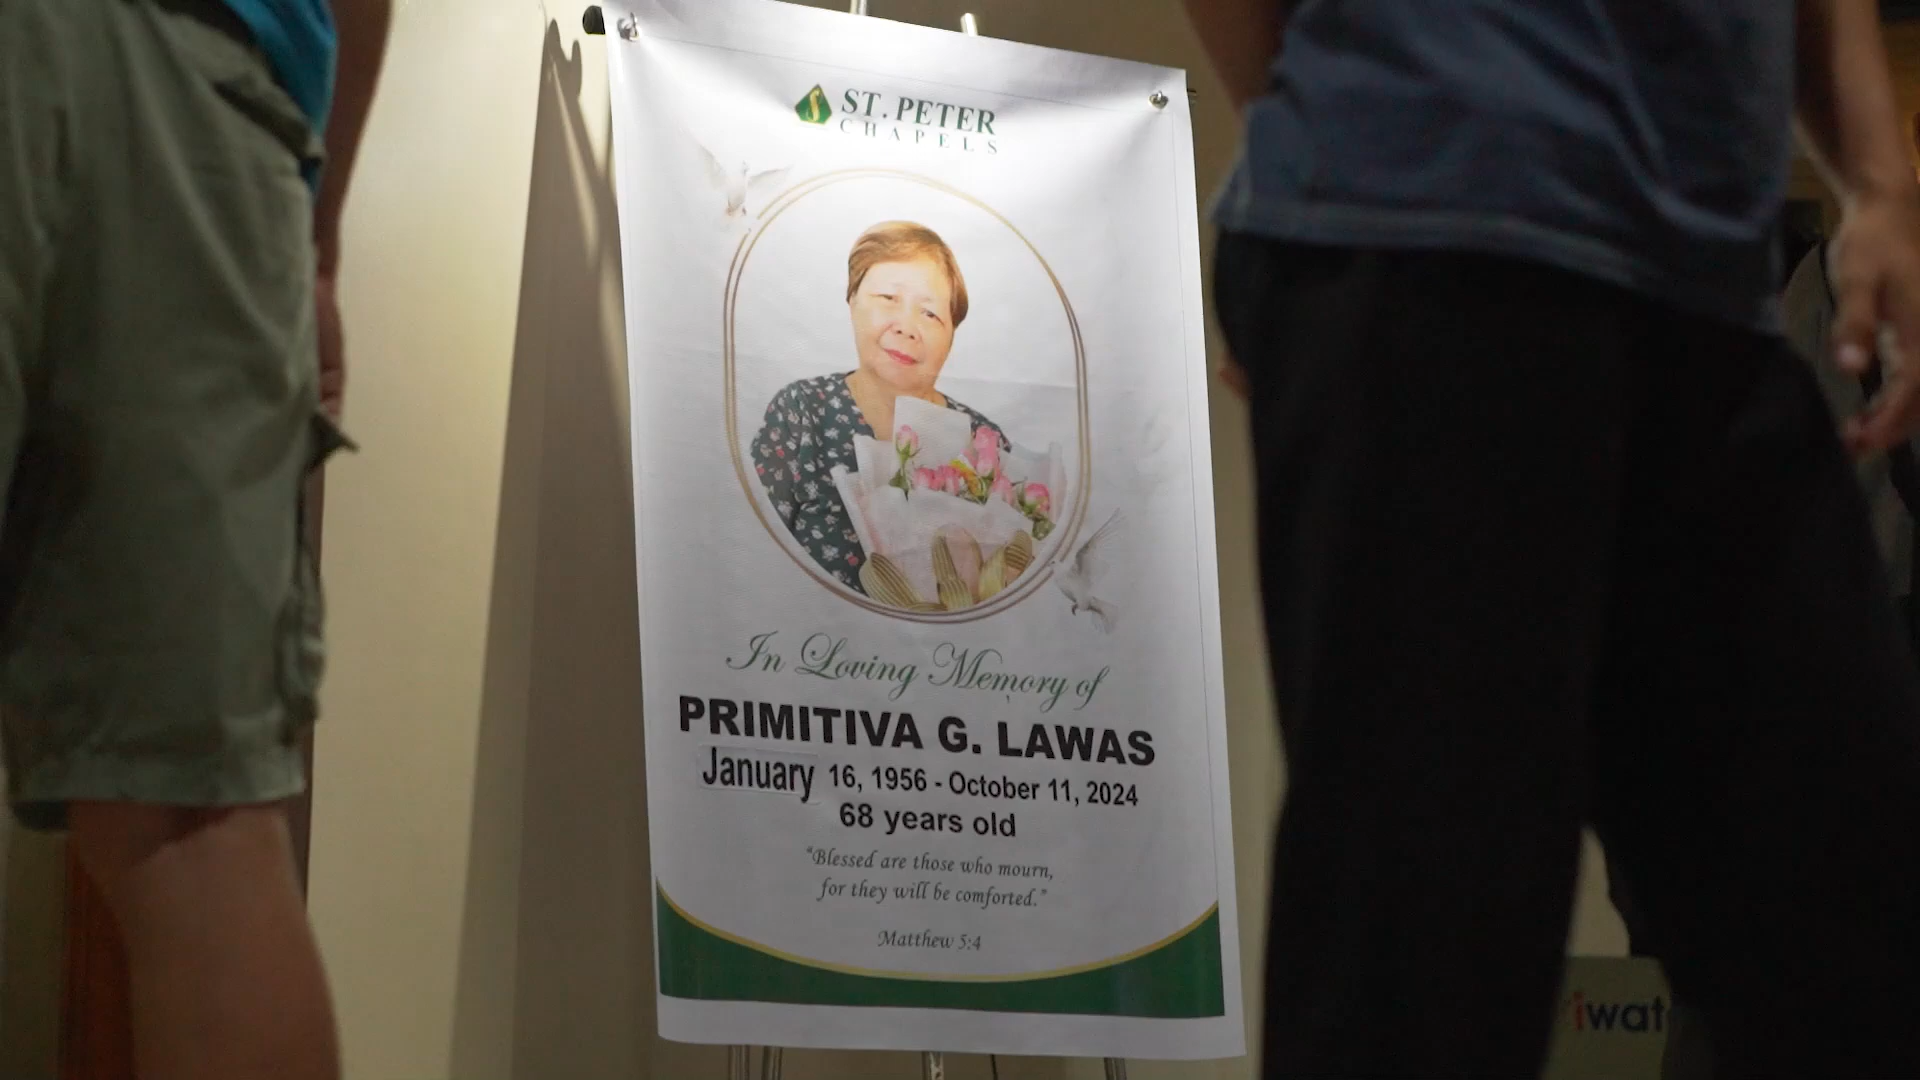 ST. PETER
CHAPELS
In Loving Memory of
PRIMITIVA G. LAWAS
January 16, 1956 - October 11, 2024
68 years old
“Blessed are those who mourn,
for they will be comforted.”
Matthew 5:4
iwat